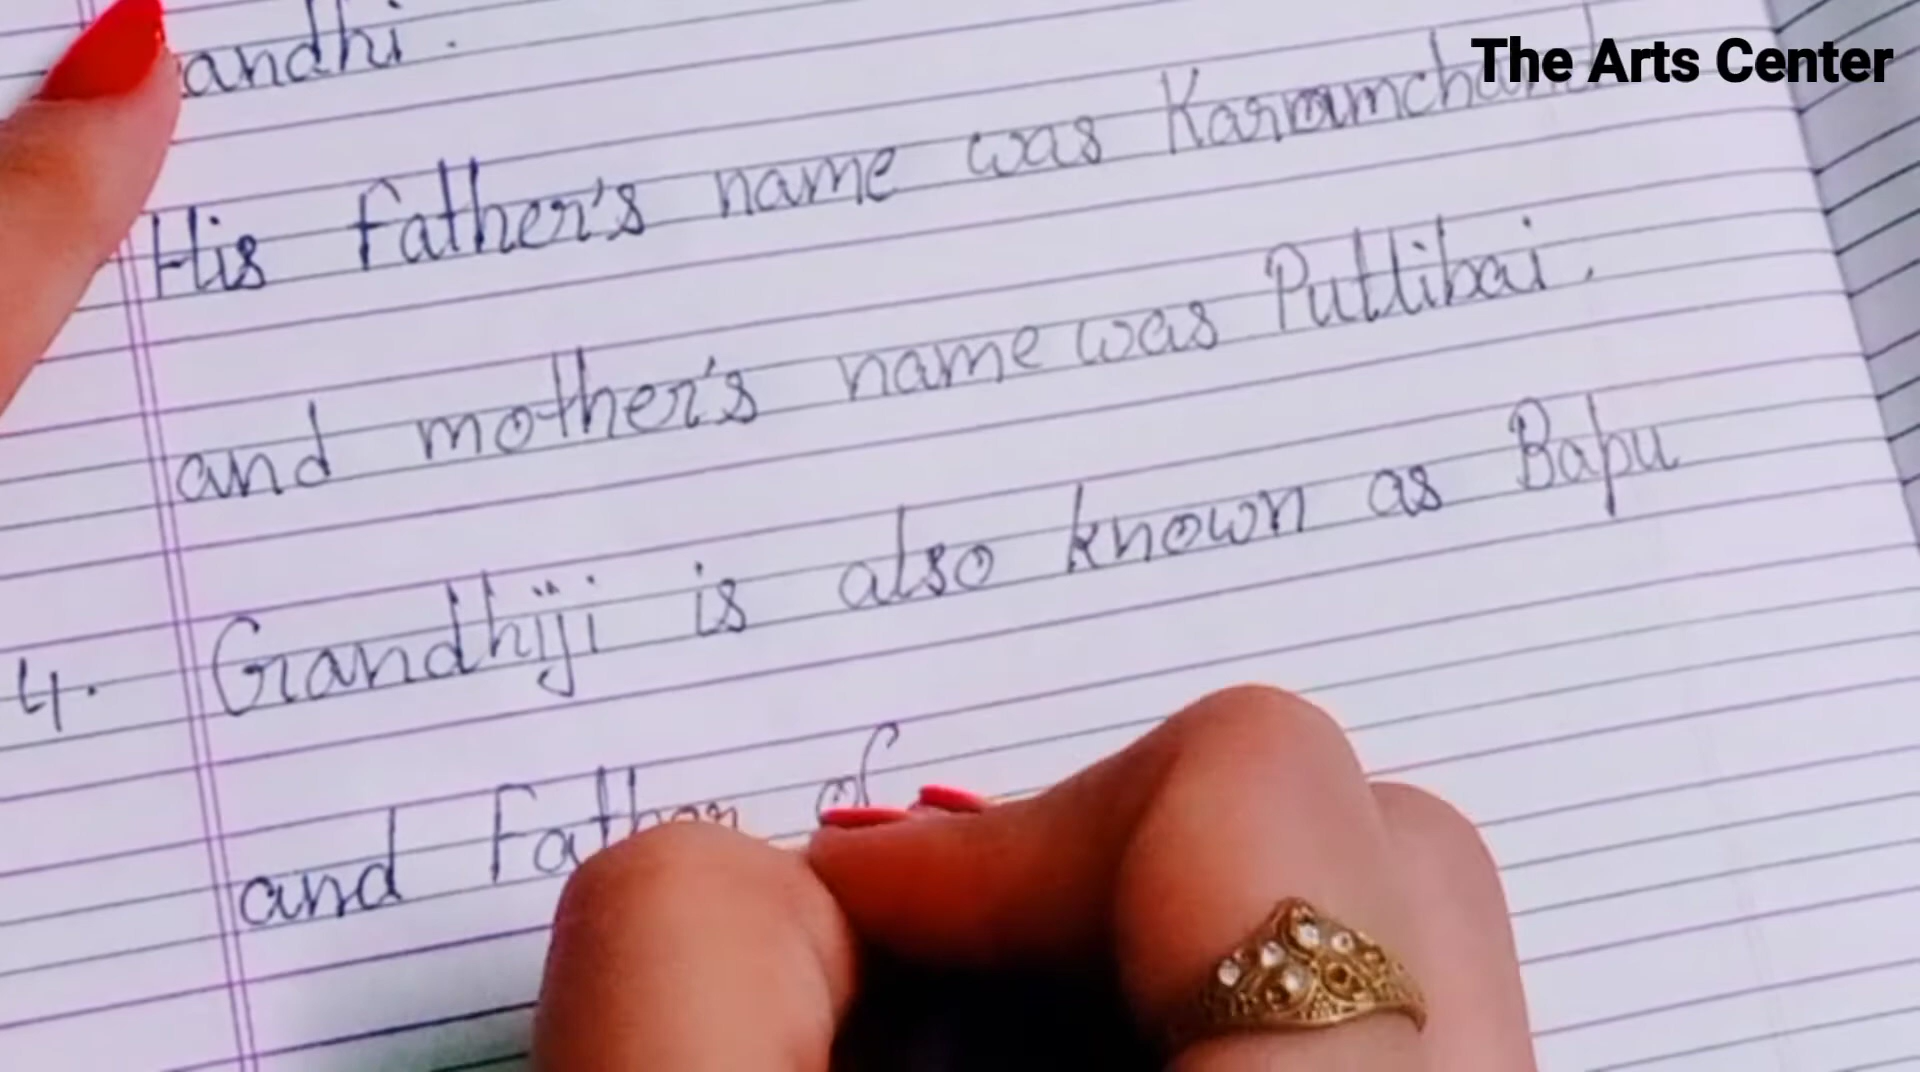 andhi.
The Arts Center
His father's name was Karamchand
and mother's name was Putlibai.
4. Gandhiji is also known as Bapu
and Father of